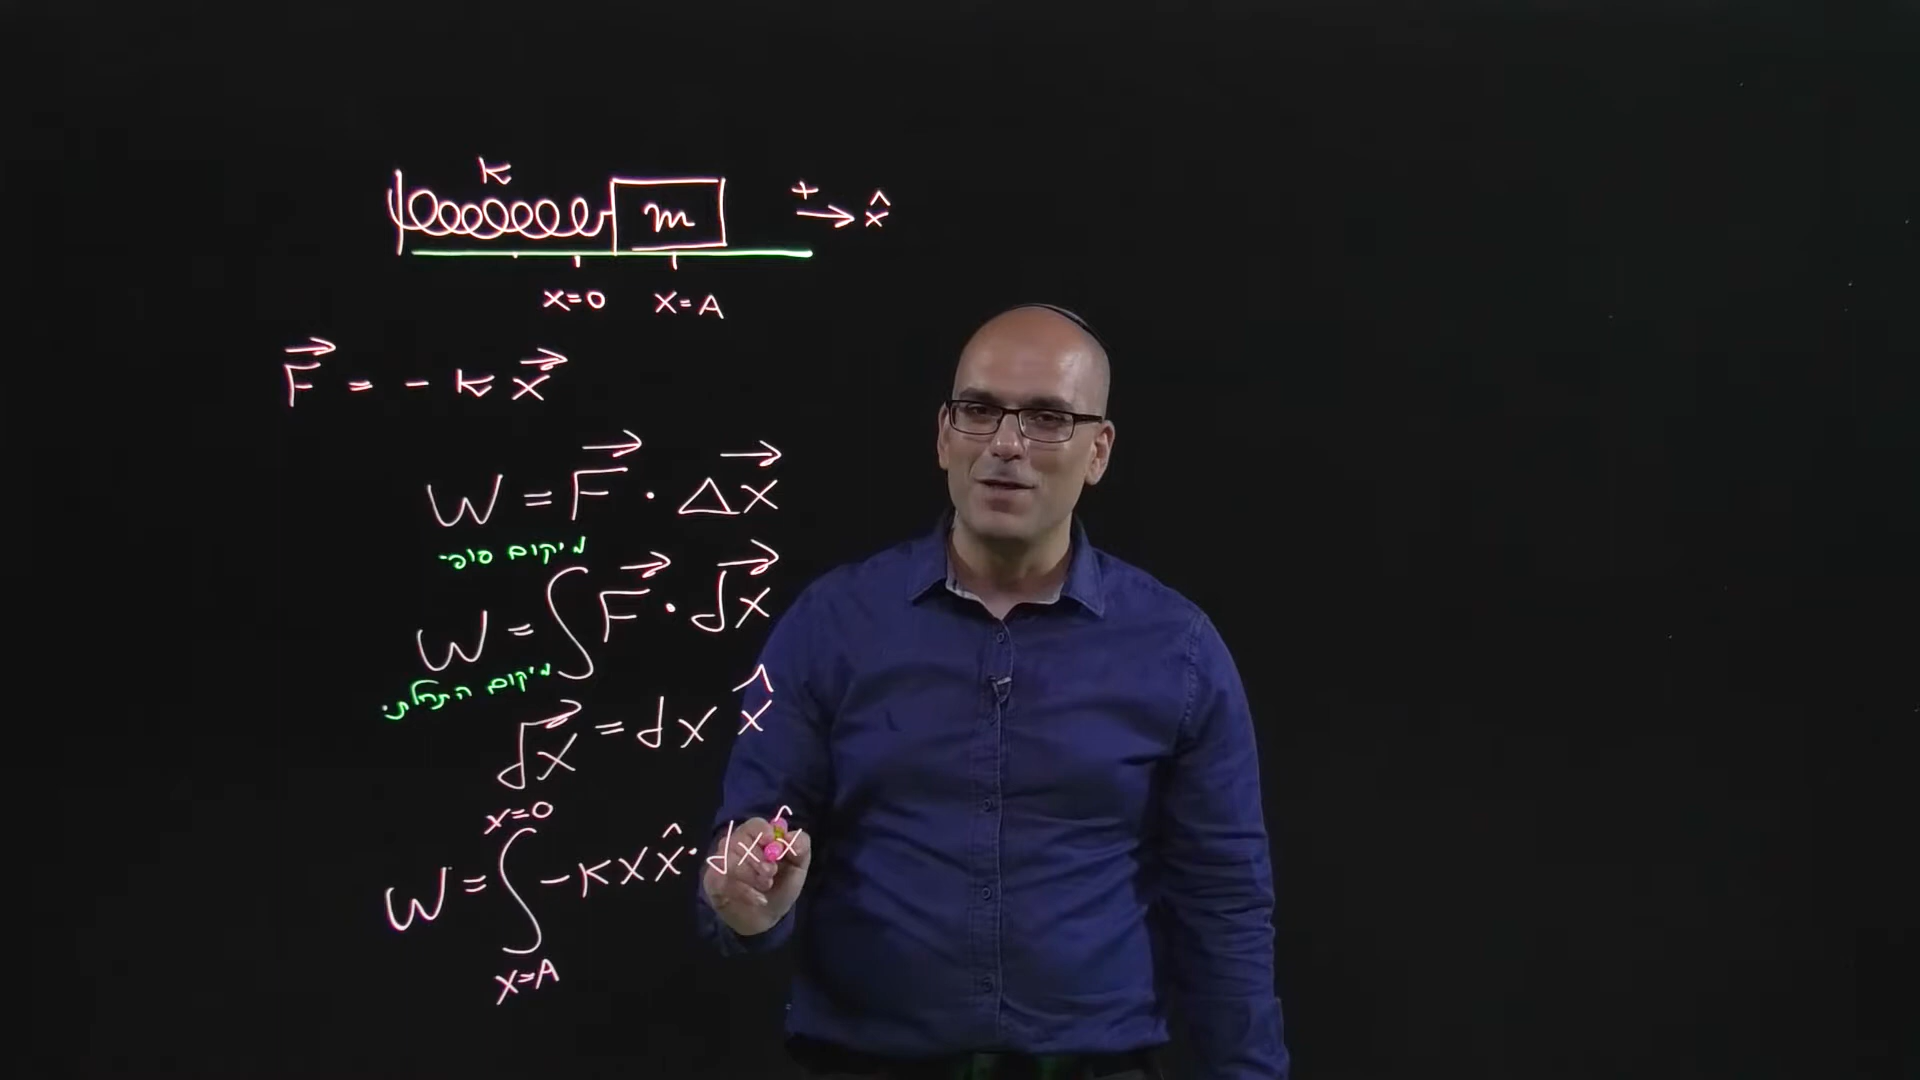 k
m
+ → x̂
x=0 x=A
F⃗ = - k x⃗
W = F⃗ · Δx⃗
מיקום סופי
W = ∫ F⃗ · dx⃗
מיקום התחלתי
dx⃗ = dx x̂
x=0
W = ∫ -kx x̂ · dx x̂
x=A